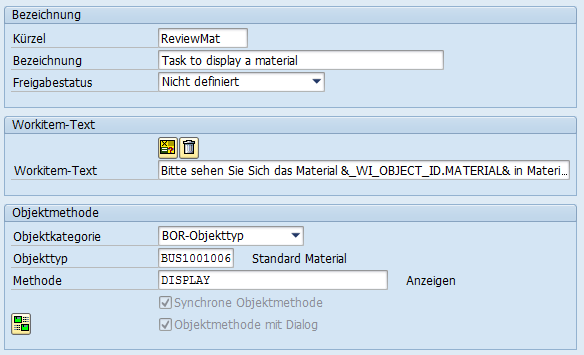 Bezeichnung
Kürzel ReviewMat
Bezeichnung Task to display a material
Freigabestatus Nicht definiert
Workitem-Text
Workitem-Text Bitte sehen Sie Sich das Material &_WI_OBJECT_ID.MATERIAL& in Materi...
Objektmethode
Objektkategorie BOR-Objekttyp
Objekttyp BUS1001006 Standard Material
Methode DISPLAY Anzeigen
Synchrone Objektmethode
Objektmethode mit Dialog